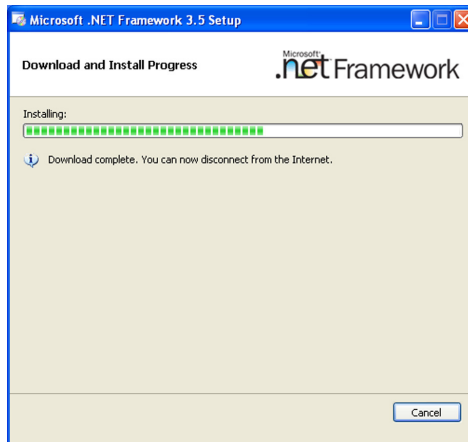 Microsoft .NET Framework 3.5 Setup
Download and Install Progress
Microsoft
.net Framework
Installing:
Download complete. You can now disconnect from the Internet.
Cancel